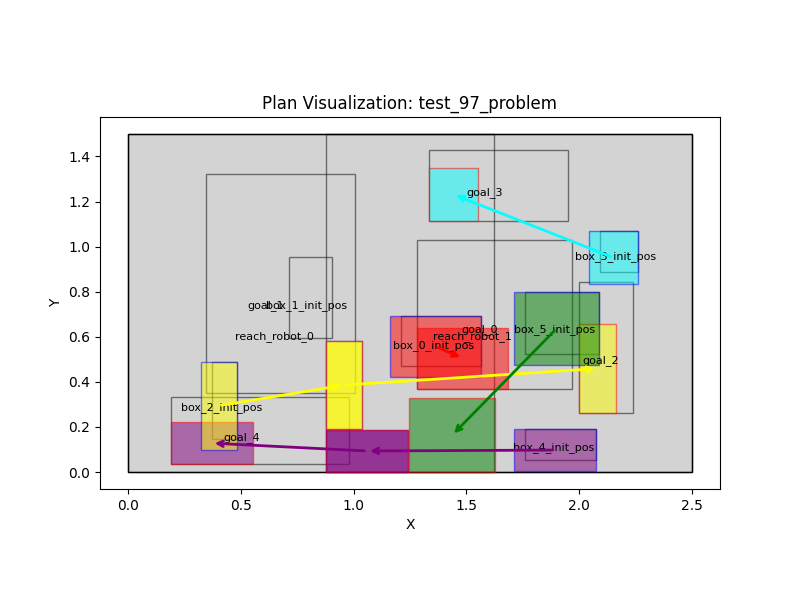 Plan Visualization: test_97_problem
1.4
1.2
1.0
0.8
0.6
0.4
0.2
0.0
Y
goal_3
box_3_init_pos
box_1_init_pos
reach_robot_0
goal_0
reach_robot_1
box_5_init_pos
box_0_init_pos
goal_2
box_2_init_pos
goal_4
box_4_init_pos
0.0
0.5
1.0
1.5
2.0
2.5
X